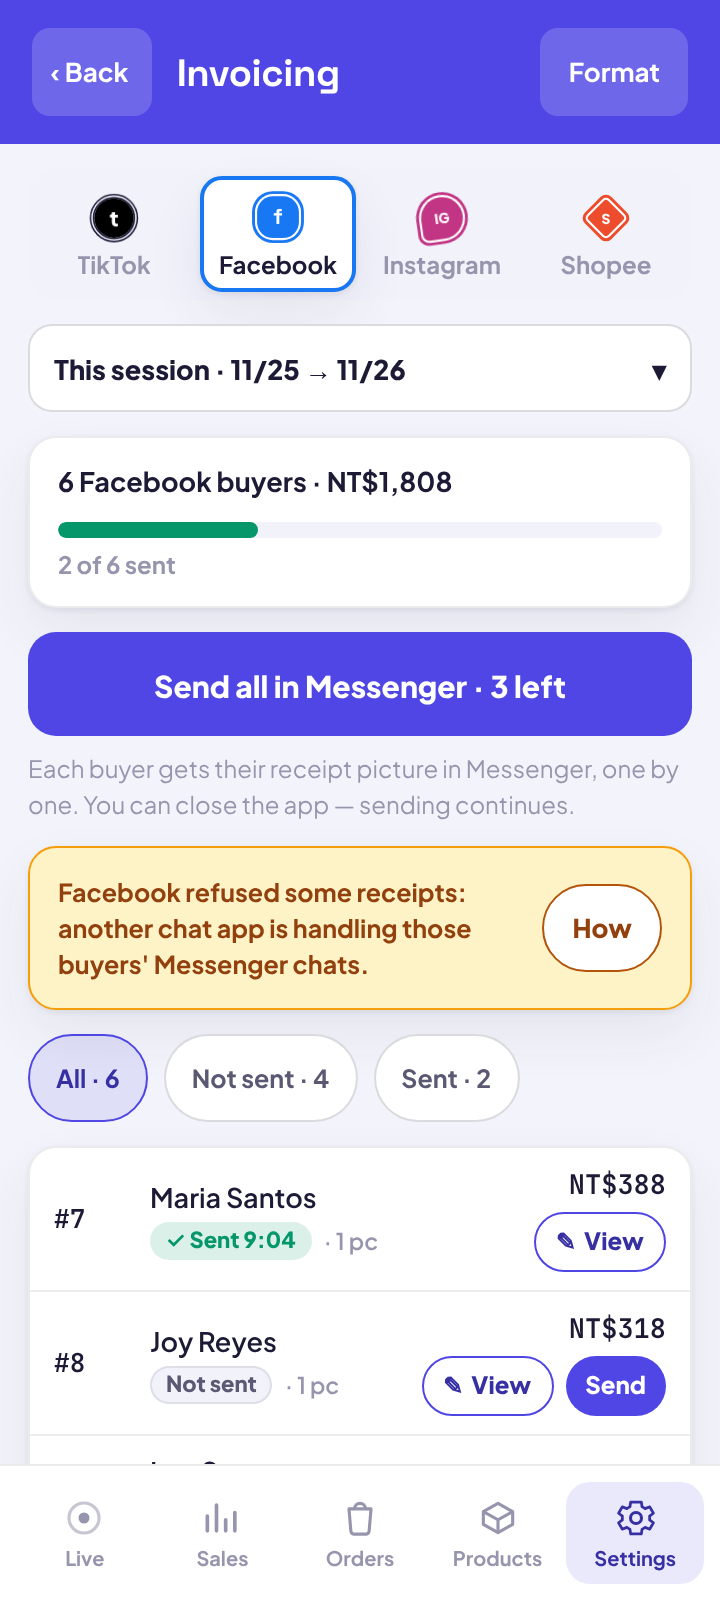 ‹ Back
Invoicing
Format
t
f
IG
S
TikTok
Facebook
Instagram
Shopee
This session · 11/25 → 11/26
▼
6 Facebook buyers · NT$1,808
2 of 6 sent
Send all in Messenger · 3 left
Each buyer gets their receipt picture in Messenger, one by
one. You can close the app — sending continues.
Facebook refused some receipts:
another chat app is handling those
buyers' Messenger chats.
How
All · 6
Not sent · 4
Sent · 2
#7
Maria Santos
NT$388
✓ Sent 9:04
· 1 pc
✎ View
#8
Joy Reyes
NT$318
Not sent
· 1 pc
✎ View
Send
Live
Sales
Orders
Products
Settings